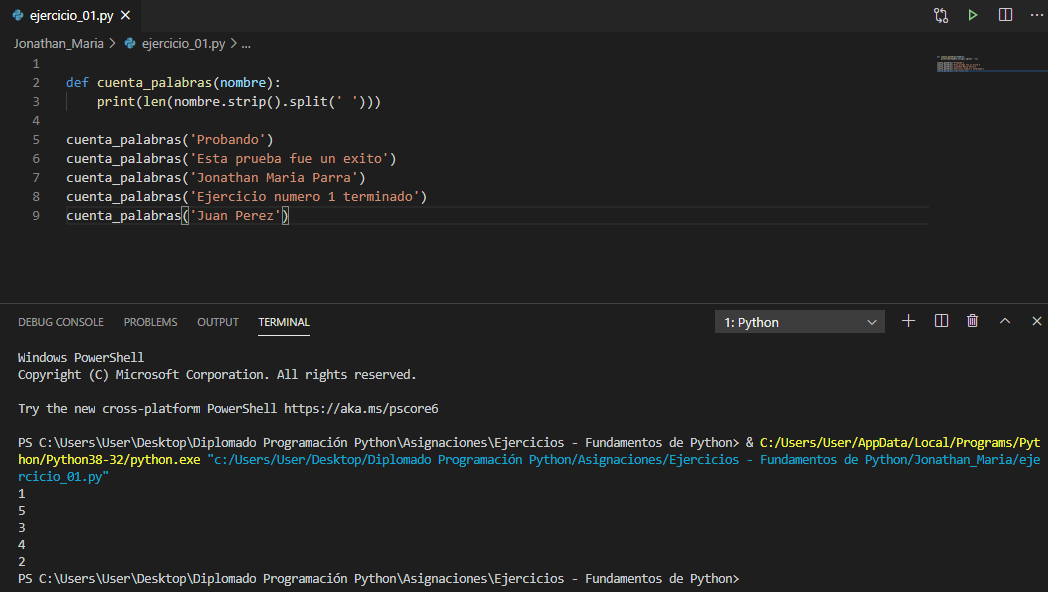 ejercicio_01.py
Jonathan_Maria > ejercicio_01.py > ...
1
2 def cuenta_palabras(nombre):
3 print(len(nombre.strip().split(' ')))
4
5 cuenta_palabras('Probando')
6 cuenta_palabras('Esta prueba fue un exito')
7 cuenta_palabras('Jonathan Maria Parra')
8 cuenta_palabras('Ejercicio numero 1 terminado')
9 cuenta_palabras('Juan Perez')
DEBUG CONSOLE PROBLEMS OUTPUT TERMINAL 1: Python
Windows PowerShell
Copyright (C) Microsoft Corporation. All rights reserved.
Try the new cross-platform PowerShell https://aka.ms/pscore6
PS C:\Users\User\Desktop\Diplomado Programación Python\Asignaciones\Ejercicios - Fundamentos de Python> & C:/Users/User/AppData/Local/Programs/Pyt
hon/Python38-32/python.exe "c:/Users/User/Desktop/Diplomado Programación Python/Asignaciones/Ejercicios - Fundamentos de Python/Jonathan_Maria/eje
rcicio_01.py"
1
5
3
4
2
PS C:\Users\User\Desktop\Diplomado Programación Python\Asignaciones\Ejercicios - Fundamentos de Python>